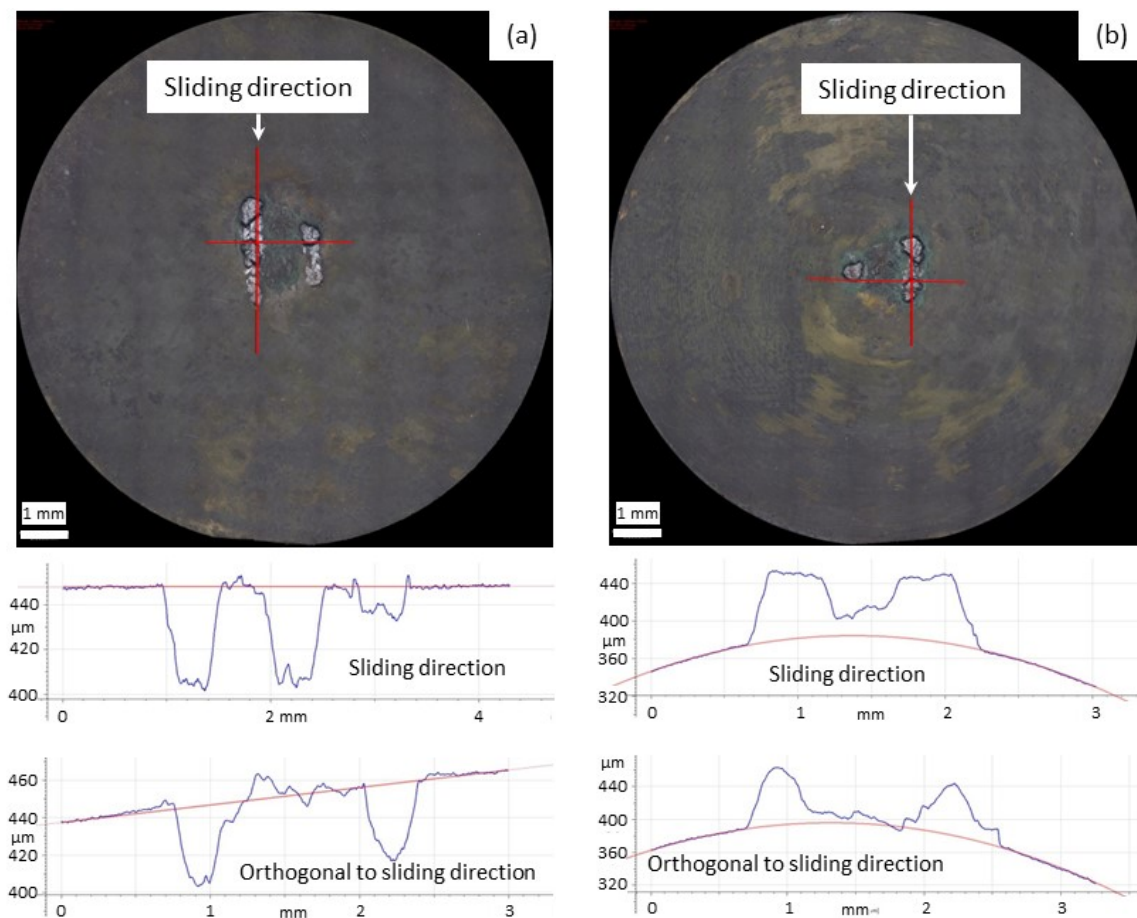 (a)
Sliding direction
1 mm
(b)
Sliding direction
1 mm
440
μm
420
400
0
2 mm
4
Sliding direction
440
400
μm
360
320
0
1
mm
2
3
Sliding direction
460
440
μm
420
400
0
1
mm
2
3
Orthogonal to sliding direction
μm
440
400
360
320
0
1
mm
2
3
Orthogonal to sliding direction